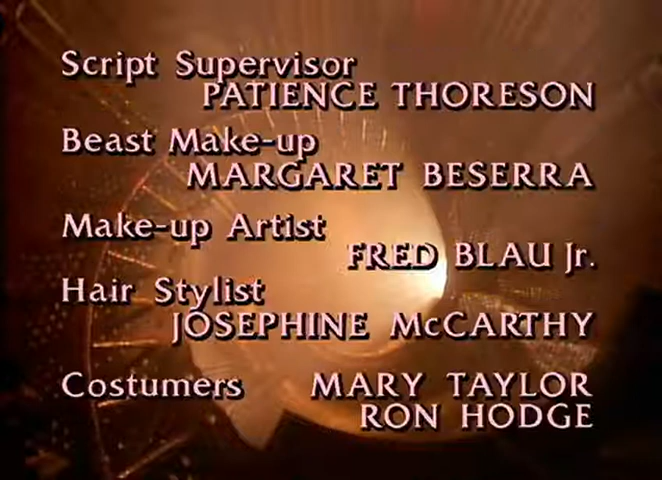 Script Supervisor
PATIENCE THORESON
Beast Make-up
MARGARET BESERRA
Make-up Artist
FRED BLAU Jr.
Hair Stylist
JOSEPHINE McCARTHY
Costumers MARY TAYLOR
RON HODGE